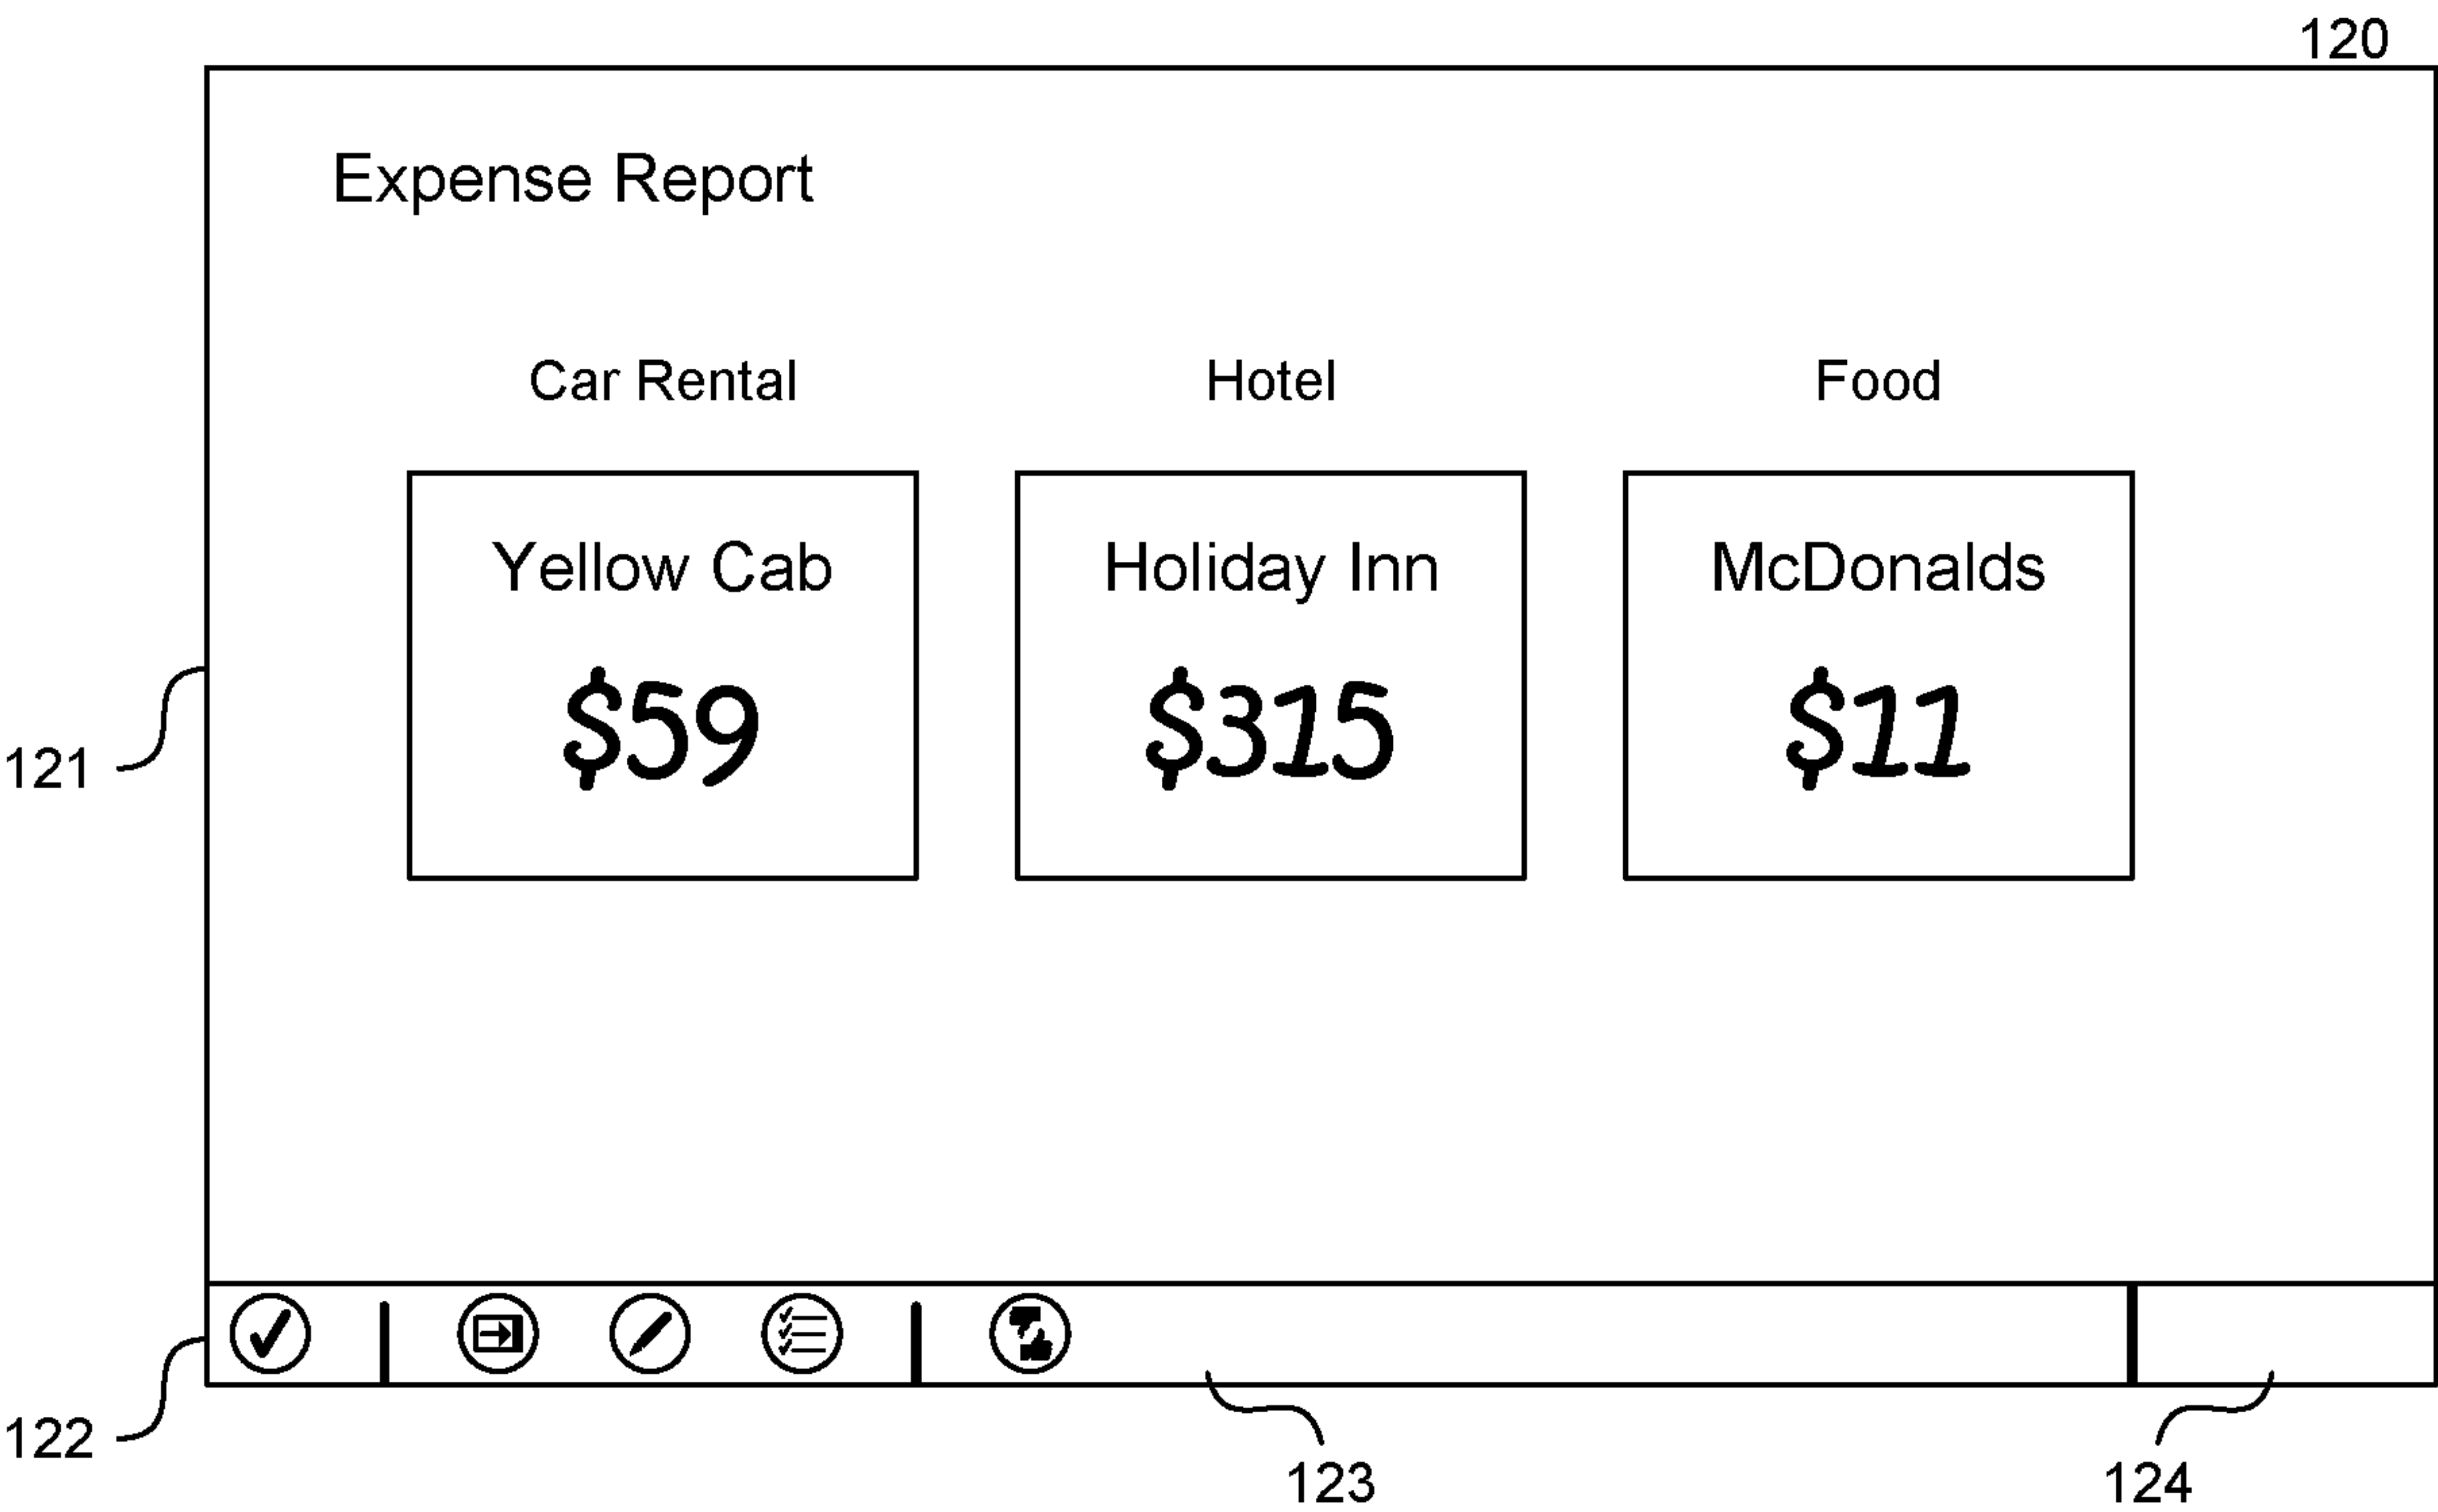 120
Expense Report
Car Rental Hotel Food
Yellow Cab Holiday Inn McDonalds
$59 $315 $11
121
122
123 124